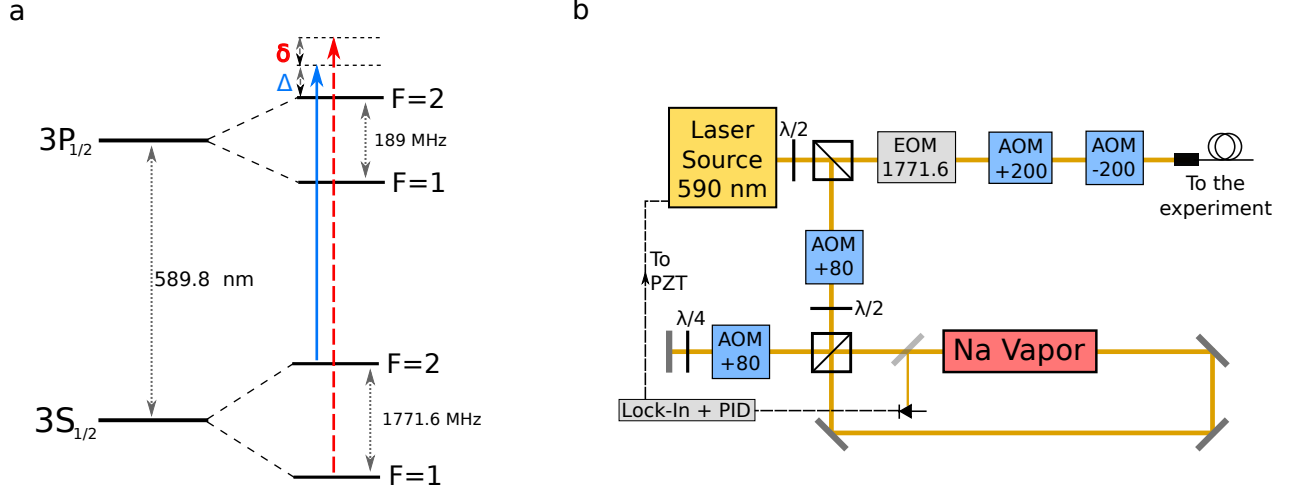 a
δ
Δ
F=2
3P1/2
189 MHz
F=1
589.8 nm
F=2
3S1/2
1771.6 MHz
F=1
b
Laser
Source
590 nm
λ/2
EOM
1771.6
AOM
+200
AOM
-200
To the
experiment
AOM
+80
To
PZT
λ/2
λ/4
AOM
+80
Na Vapor
Lock-In + PID